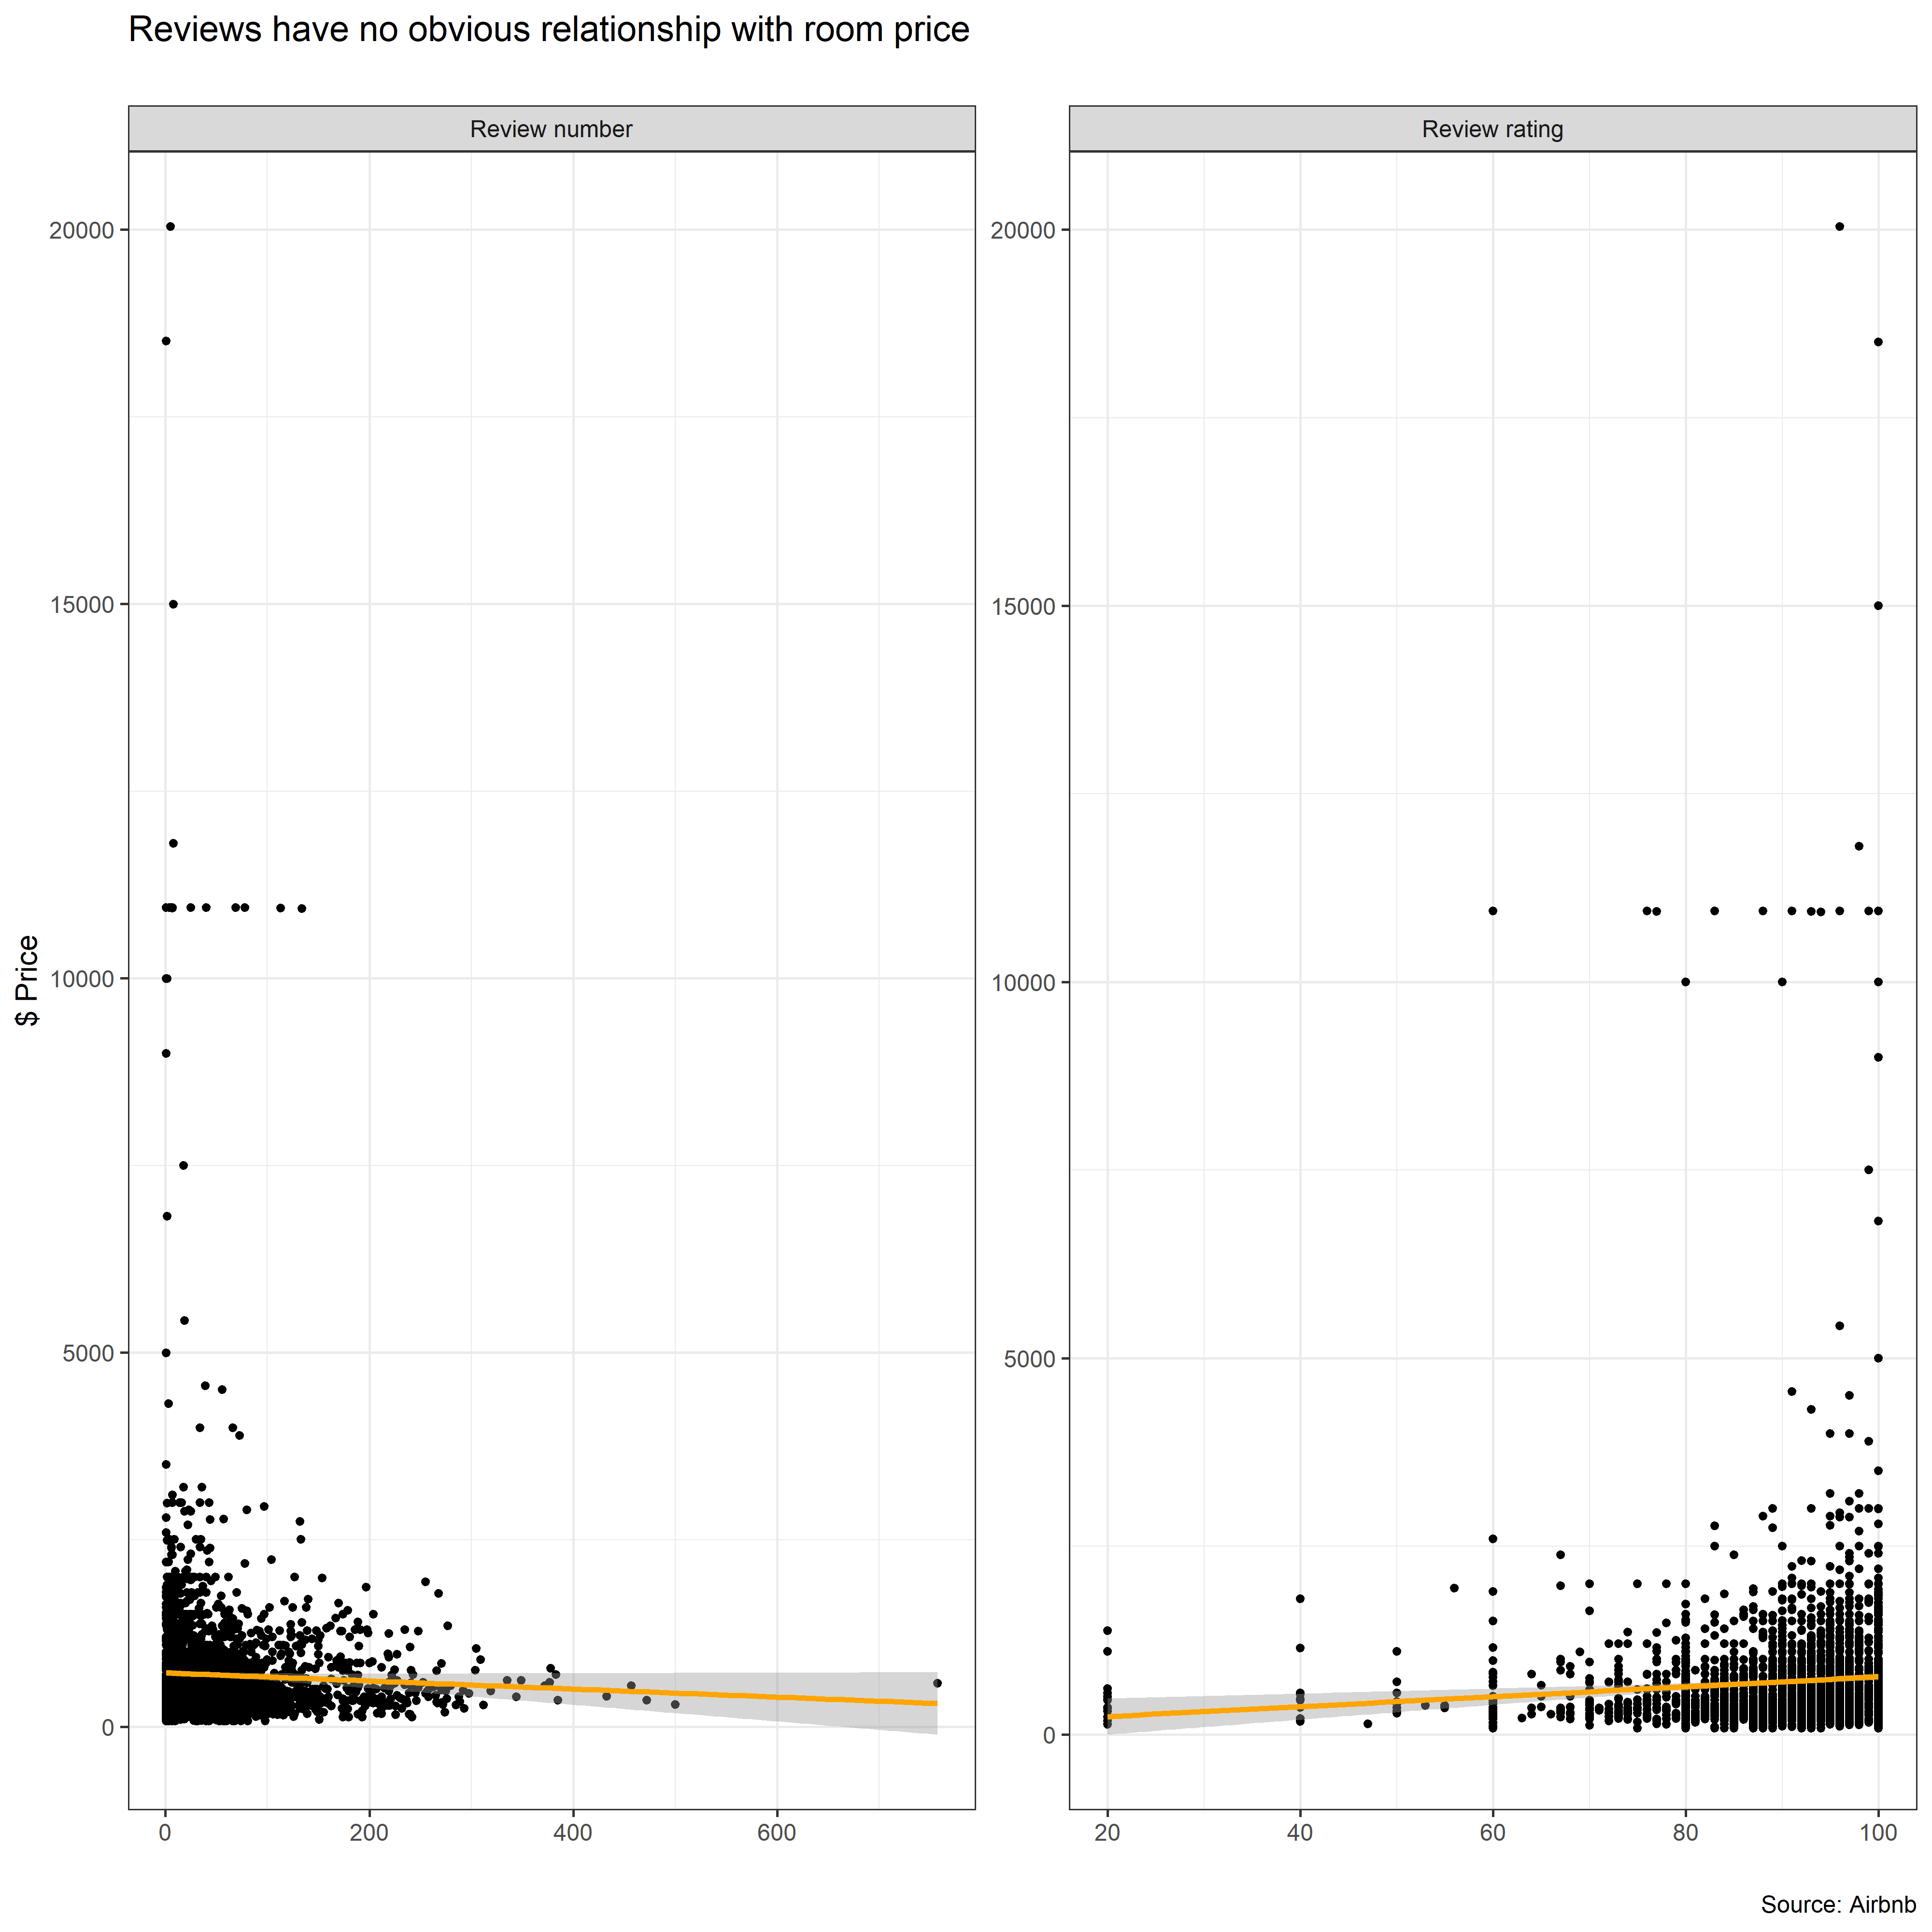 Reviews have no obvious relationship with room price
Review number
Review rating
$ Price
20000
15000
10000
5000
0
20000
15000
10000
5000
0
0 200 400 600
20 40 60 80 100
Source: Airbnb